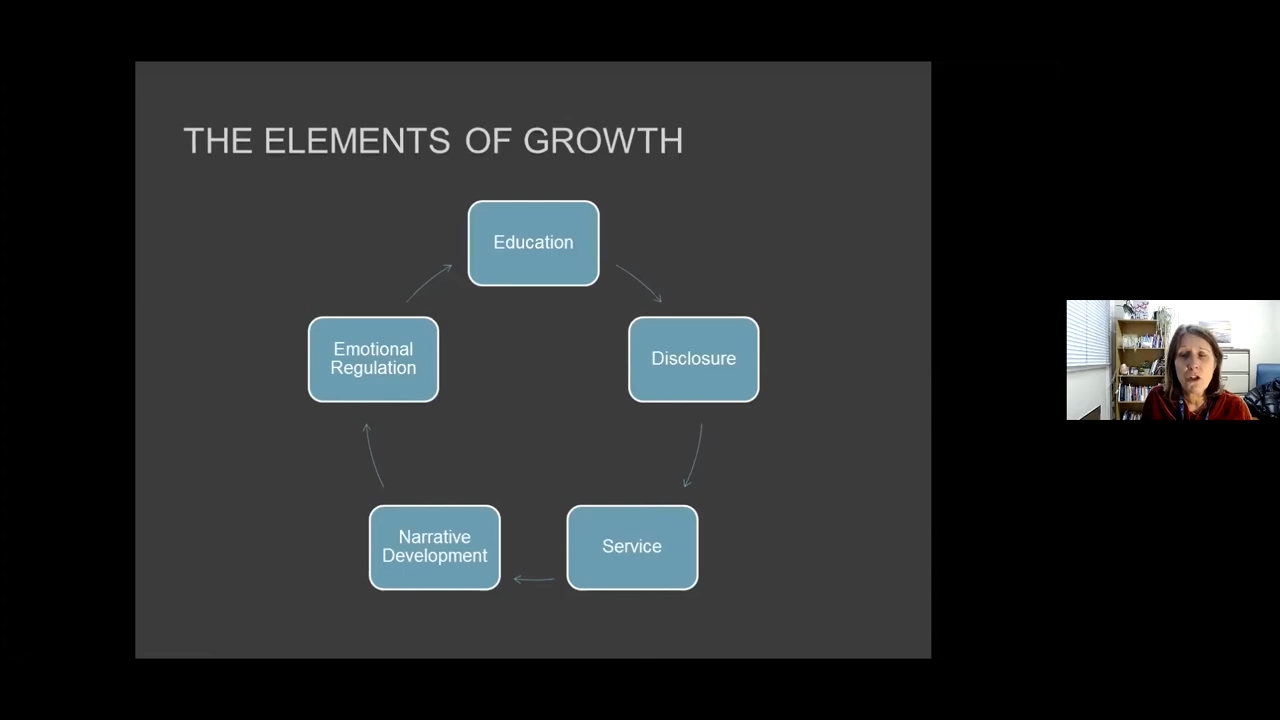 THE ELEMENTS OF GROWTH
Education
Disclosure
Service
Narrative
Development
Emotional
Regulation